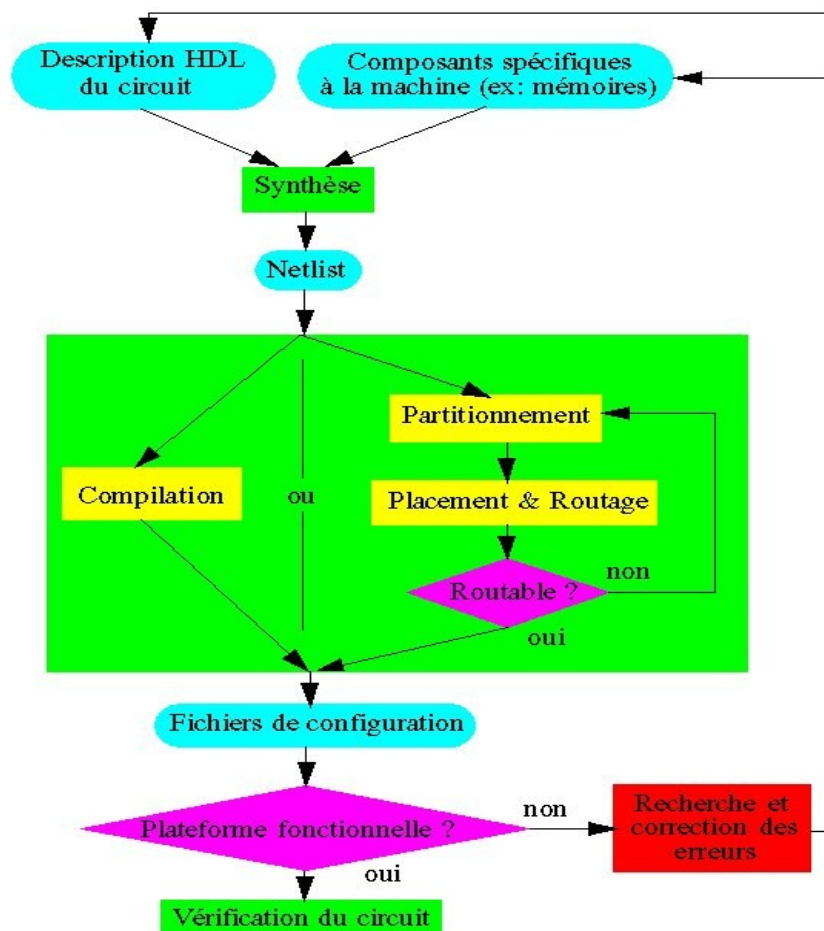 Description HDL
du circuit
Composants spécifiques
à la machine (ex: mémoires)
Synthèse
Netlist
Partitionnement
Compilation
ou
Placement & Routage
Routable ?
non
oui
Fichiers de configuration
Plateforme fonctionnelle ?
non
Recherche et
correction des
erreurs
oui
Vérification du circuit